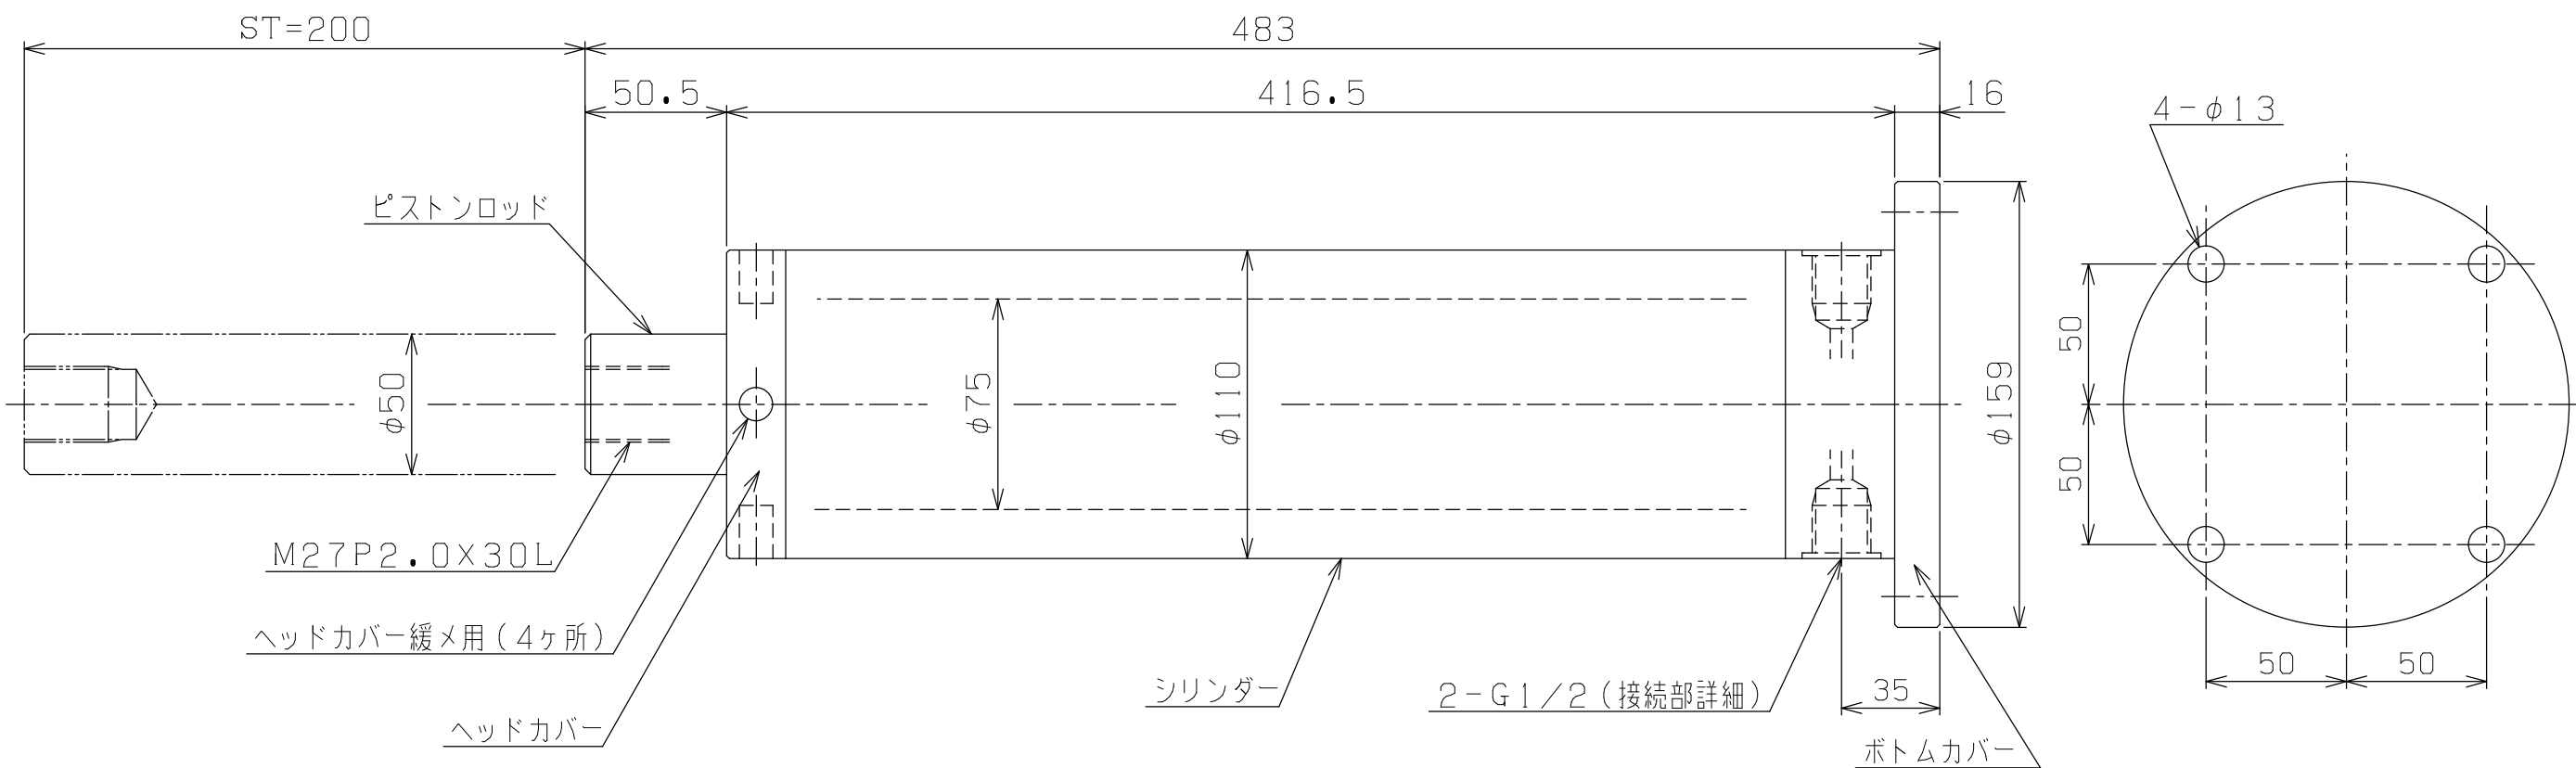 ST=200
483
50.5
416.5
16
4-φ13
ピストンロッド
50
φ50
φ75
φ110
φ159
50
M27P2.0X30L
ヘッドカバー緩メ用(4ヶ所)
50
50
シリンダー
2-G1/2(接続部詳細)
35
ヘッドカバー
ボトムカバー